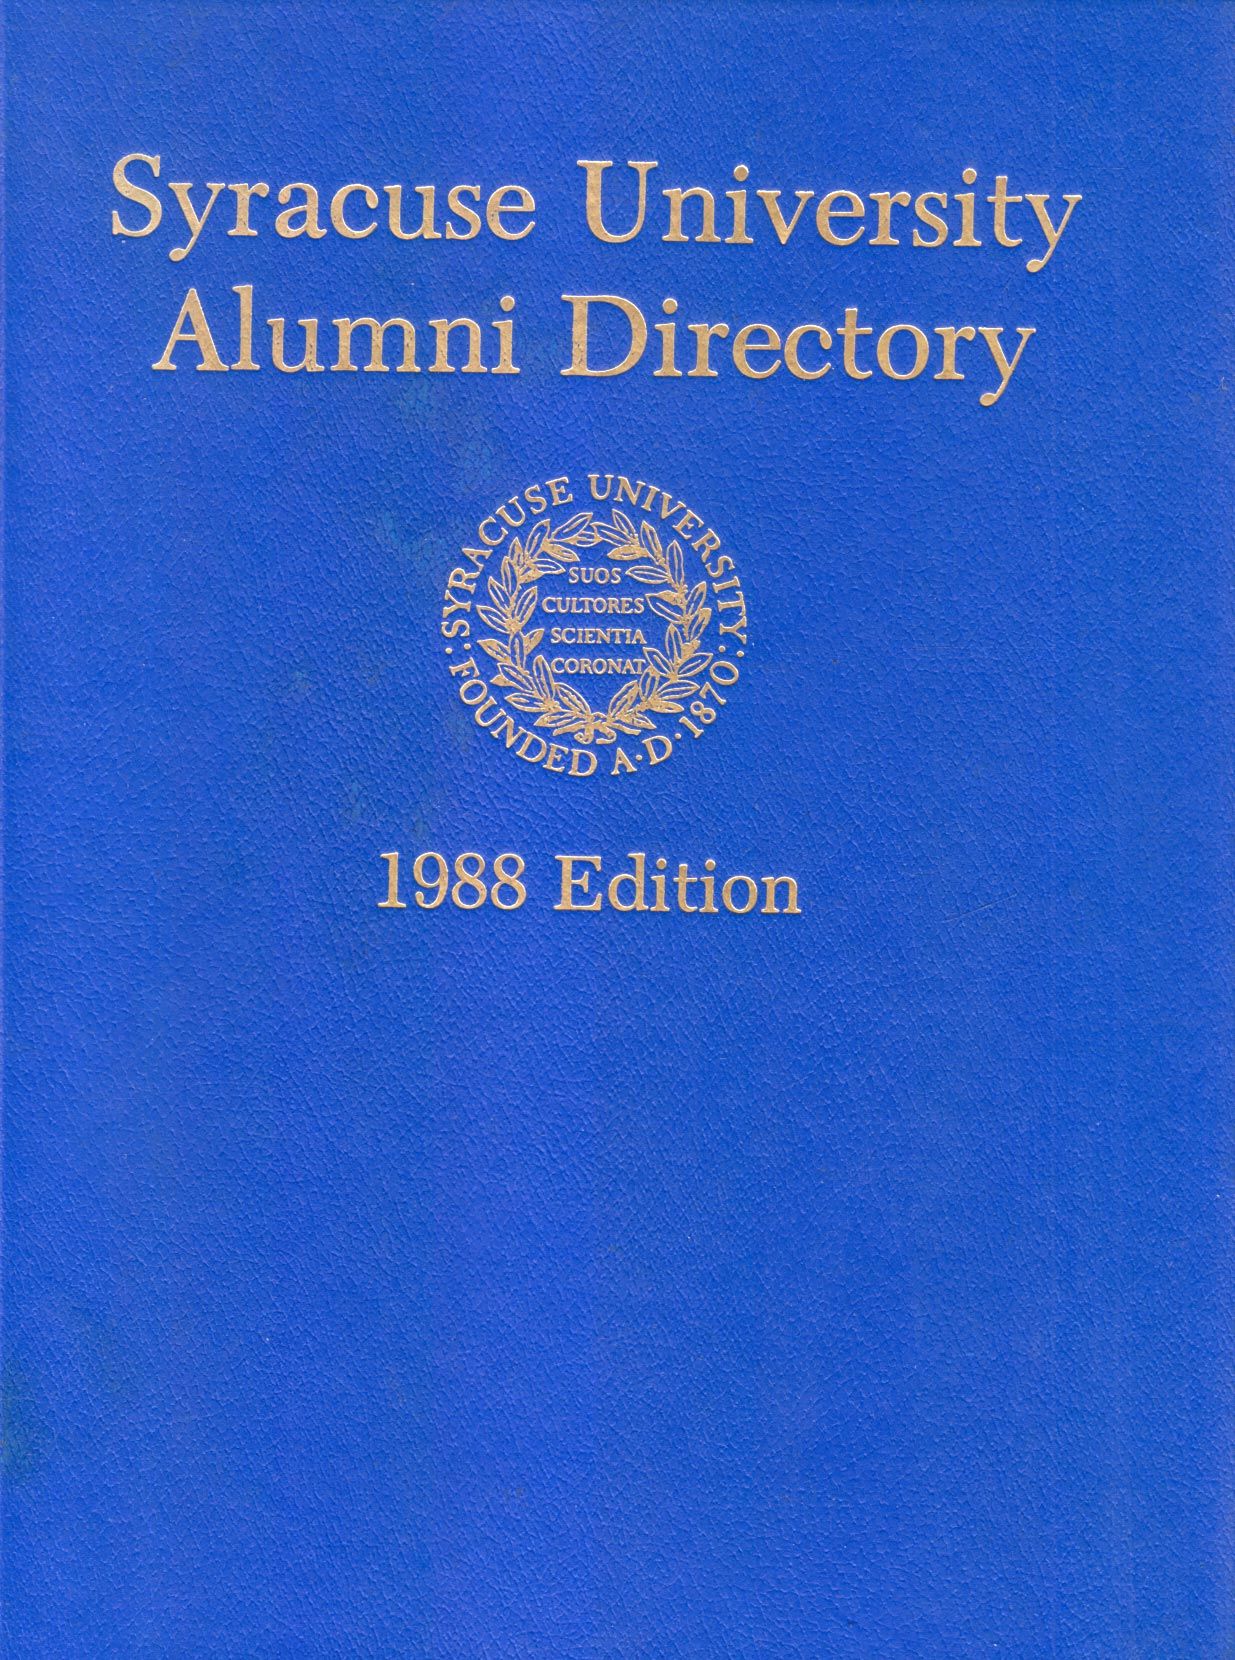 Syracuse University
Alumni Directory
SYRACUSE UNIVERSITY:
SUOS
CULTORES
SCIENTIA
CORONAT
: FOUNDED A·D·1870
1988 Edition